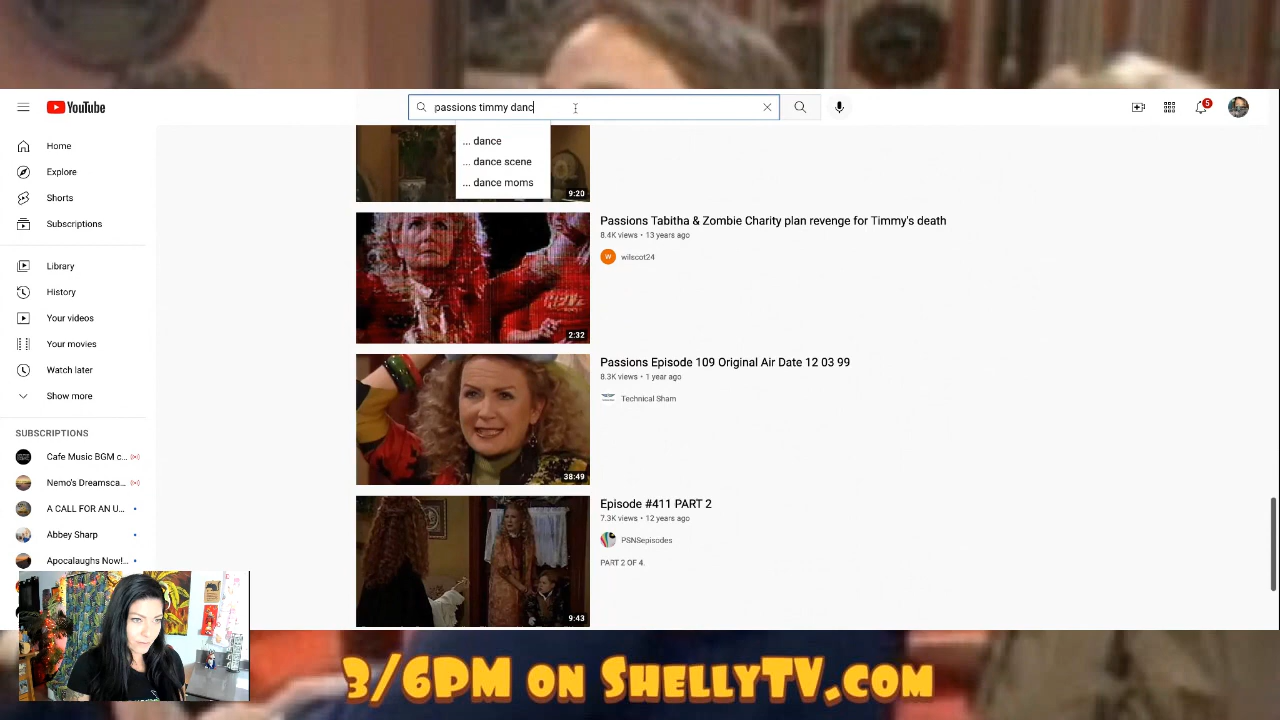 YouTube
passions timmy danc
5
... dance
... dance scene
... dance moms
Home
Explore
Shorts
Subscriptions
Library
History
Your videos
Your movies
Watch later
Show more
SUBSCRIPTIONS
Cafe Music BGM c...
Nemo's Dreamsca...
A CALL FOR AN U...
Abbey Sharp
Apocalaughs Now!...
9:20
Passions Tabitha & Zombie Charity plan revenge for Timmy's death
8.4K views • 13 years ago
W wilscot24
2:32
Passions Episode 109 Original Air Date 12 03 99
8.3K views • 1 year ago
Technical Sham
38:49
Episode #411 PART 2
7.3K views • 12 years ago
PSNSepisodes
PART 2 OF 4.
9:43
3/6PM ON SHELLYTV.COM